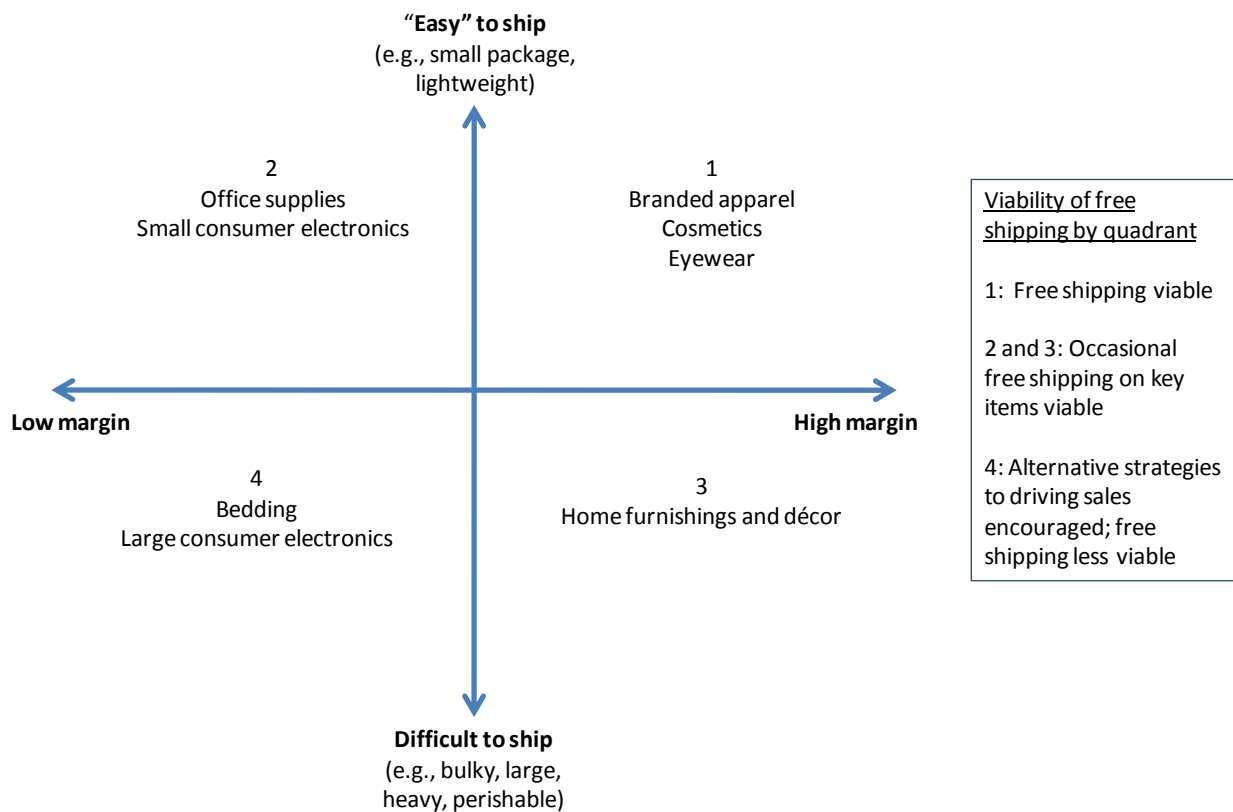 “Easy” to ship
(e.g., small package,
lightweight)
2
Office supplies
Small consumer electronics
1
Branded apparel
Cosmetics
Eyewear
Low margin
High margin
4
Bedding
Large consumer electronics
3
Home furnishings and décor
Difficult to ship
(e.g., bulky, large,
heavy, perishable)
Viability of free
shipping by quadrant
1: Free shipping viable
2 and 3: Occasional
free shipping on key
items viable
4: Alternative strategies
to driving sales
encouraged; free
shipping less viable